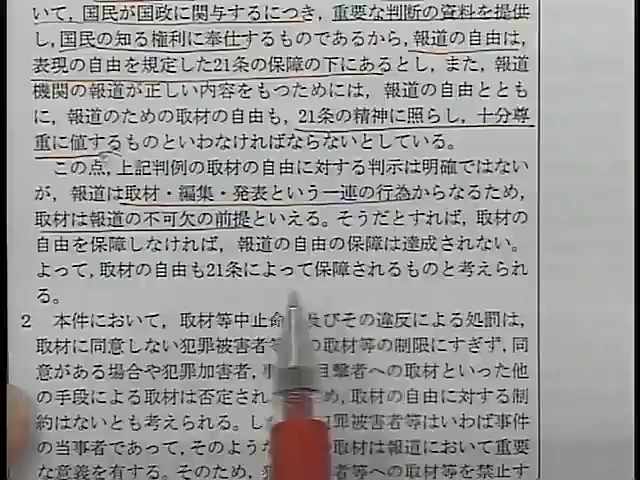 いて，国民が国政に関与するにつき，重要な判断の資料を提供
し，国民の知る権利に奉仕するものであるから，報道の自由は，
表現の自由を規定した21条の保障の下にあるとし，また，報道
機関の報道が正しい内容をもつためには，報道の自由ととも
に，報道のための取材の自由も，21条の精神に照らし，十分尊
重に値するものといわなければならないとしている。
この点，上記判例の取材の自由に対する判示は明確ではない
が，報道は取材・編集・発表という一連の行為からなるため，
取材は報道の不可欠の前提といえる。そうだとすれば，取材の
自由を保障しなければ，報道の自由の保障は達成されない。
よって，取材の自由も21条によって保障されるものと考えられ
る。
2 本件において，取材等中止命 及びその違反による処罰は，
取材に同意しない犯罪被害者等 の取材等の制限にすぎず，同
意がある場合や犯罪加害者， 目撃者への取材といった他
の手段による取材は否定され め，取材の自由に対する制
約はないとも考えられる。し 罪被害者等はいわば事件
の当事者であって，そのよう 取材は報道において重要
な意義を有する。そのため， 者等への取材等を禁止す